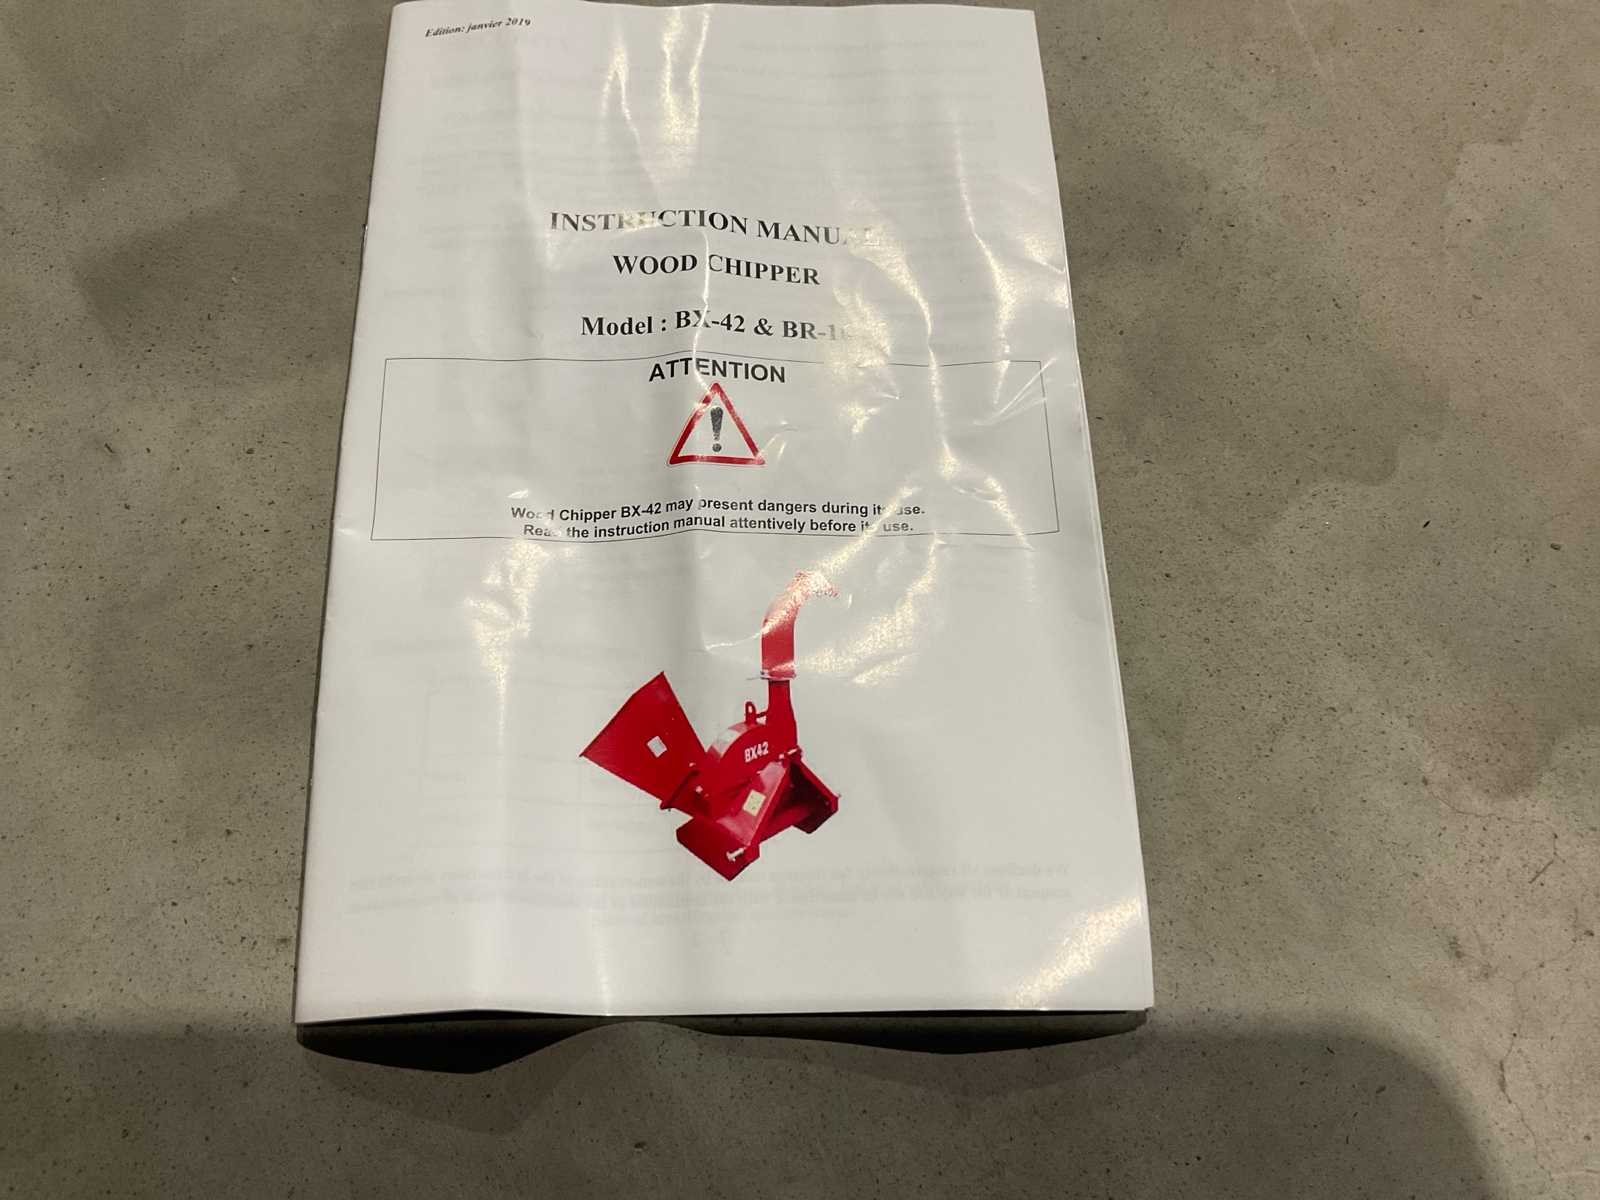 Edition: janvier 2019
INSTRUCTION MANUAL
WOOD CHIPPER
Model : BX-42 &
ATTENTION
Wood Chipper BX-42 may present dangers during its use.
Read the instruction manual attentively before its use.
BX42